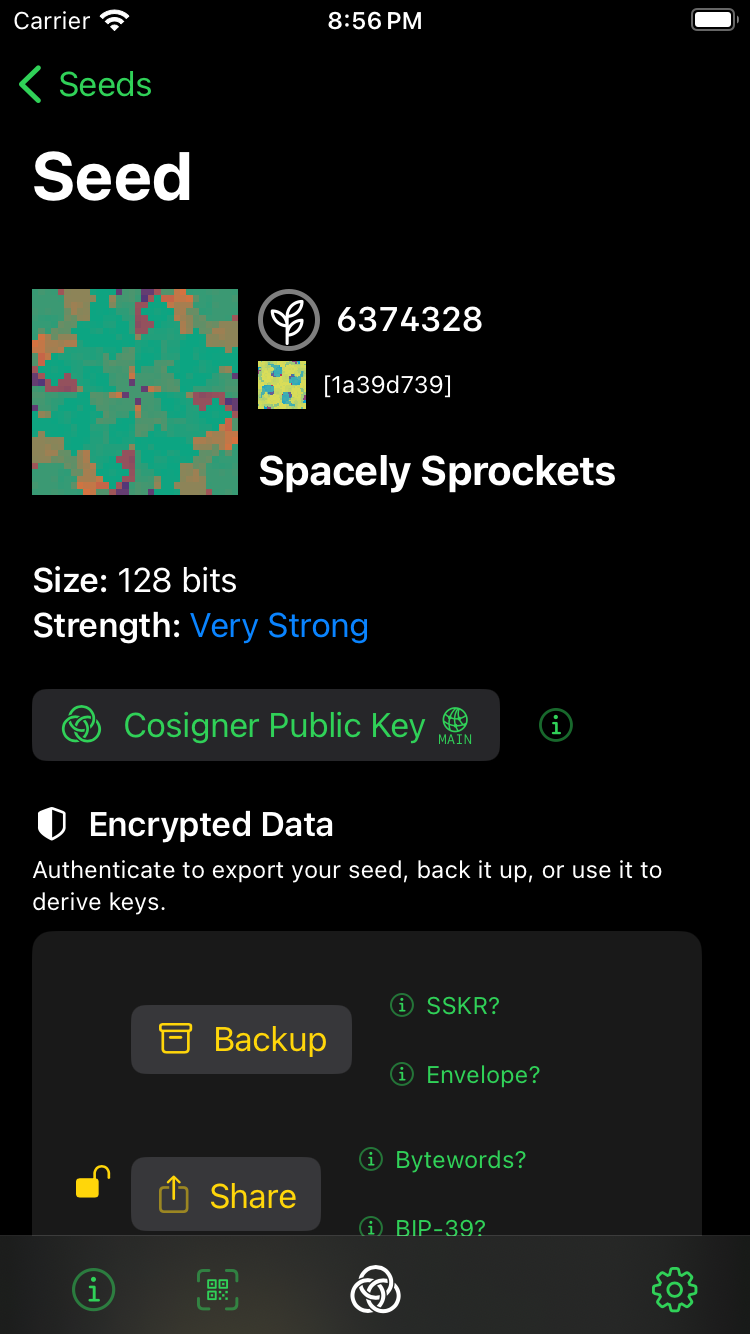 Carrier 8:56 PM
Seeds
Seed
6374328
[1a39d739]
Spacely Sprockets
Size: 128 bits
Strength: Very Strong
Cosigner Public Key MAIN
Encrypted Data
Authenticate to export your seed, back it up, or use it to
derive keys.
SSKR?
Backup
Envelope?
Bytewords?
Share
BIP-39?